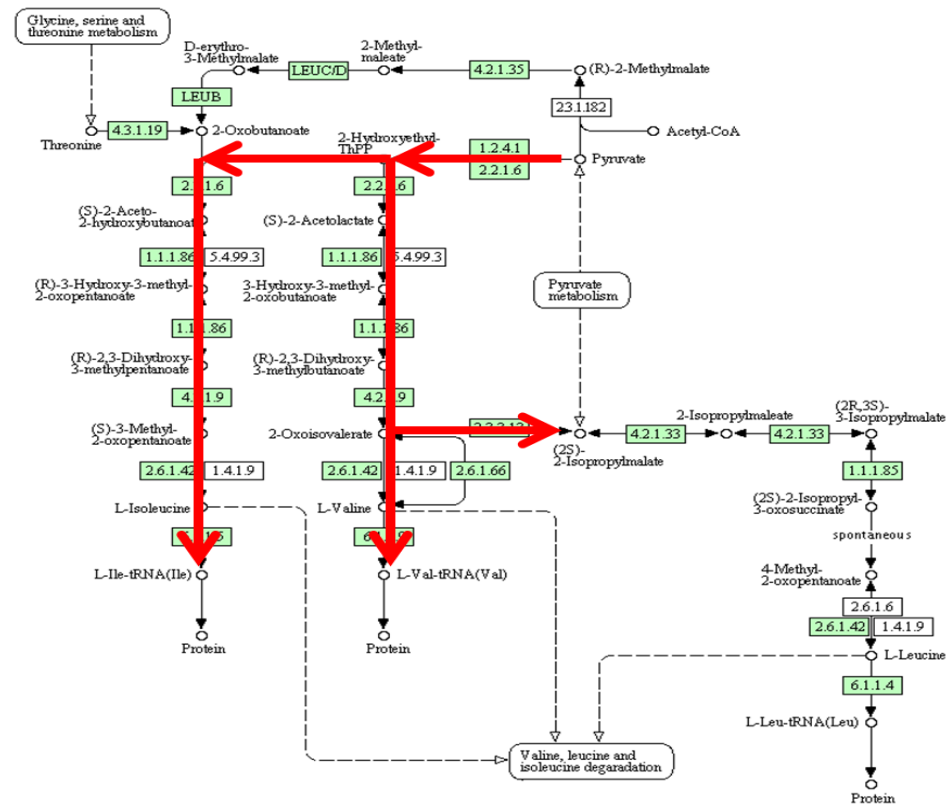 Glycine, serine and
threonine metabolism
D-erythro-
3-Methylmalate
2-Methyl-
maleate
LEUC/D
4.2.1.35
(R)-2-Methylmalate
LEUB
2.3.1.182
4.3.1.19
2-Oxobutanoate
Acetyl-CoA
Threonine
2-Hydroxyethyl-
ThPP
1.2.4.1
2.2.1.6
Pyruvate
(S)-2-Aceto-
2-hydroxybutanoate
(S)-2-Acetolactate
1.1.1.86
5.4.99.3
1.1.1.86
5.4.99.3
(R)-3-Hydroxy-3-methyl-
2-oxopentanoate
3-Hydroxy-3-methyl-
2-oxobutanoate
Pyruvate
metabolism
(R)-2,3-Dihydroxy-
3-methylpentanoate
(R)-2,3-Dihydroxy-
3-methylbutanoate
(S)-3-Methyl-
2-oxopentanoate
2-Oxoisovalerate
(2S)-
2-Isopropylmalate
4.2.1.33
2-Isopropylmaleate
4.2.1.33
(2R,3S)-
3-Isopropylmalate
2.6.1.42
1.4.1.9
2.6.1.42
1.4.1.9
2.6.1.66
1.1.1.85
L-Isoleucine
L-Valine
(2S)-2-Isopropyl-
3-oxosuccinate
spontaneous
L-Ile-tRNA(Ile)
L-Val-tRNA(Val)
4-Methyl-
2-oxopentanoate
2.6.1.6
2.6.1.42
1.4.1.9
Protein
Protein
L-Leucine
6.1.1.4
L-Leu-tRNA(Leu)
Valine, leucine and
isoleucine degaradation
Protein